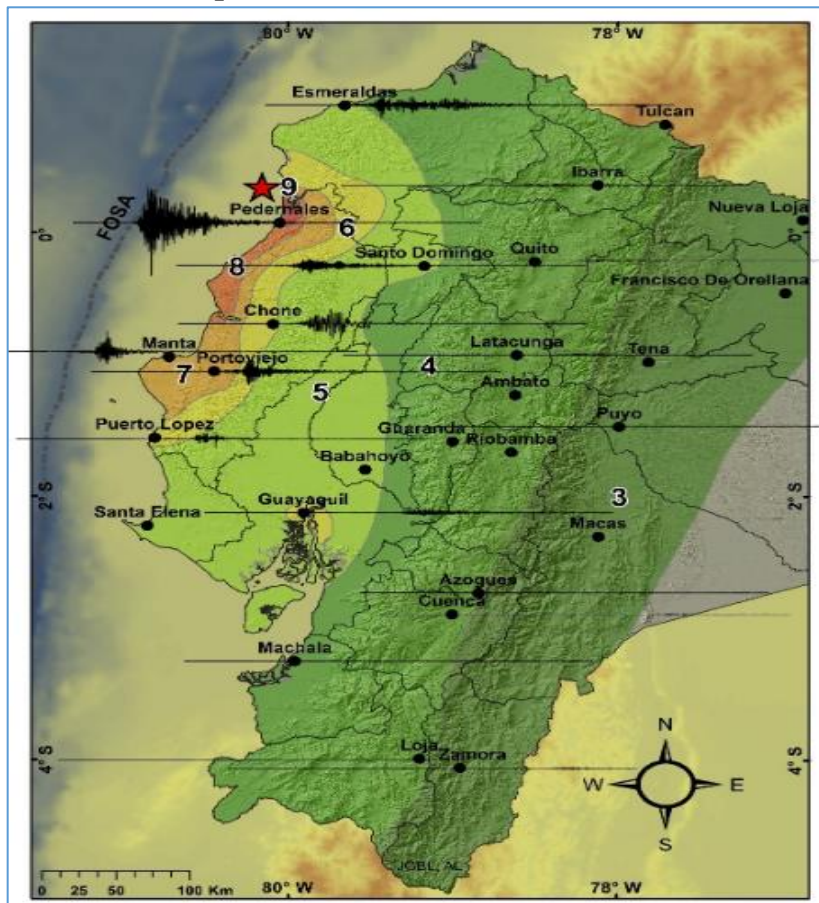 80° W 78° W
Esmeraldas
Tulcan
Ibarra
9
Nueva Loja
FOSA
Pedernales
6
0° 0°
8
Santo Domingo
Quito
Francisco De Orellana
Chone
Manta
Latacunga
Tena
Portoviejo
4
7
5
Ambato
Puerto Lopez
Guaranda
Puyo
Riobamba
Babahoyo
2° S 2° S
3
Santa Elena
Guayaquil
Macas
Azogues
Cuenca
Machala
N
Loja
Zamora
4° S 4° S
W E
S
JCBL, AL
0 25 50 100 Km
80° W 78° W